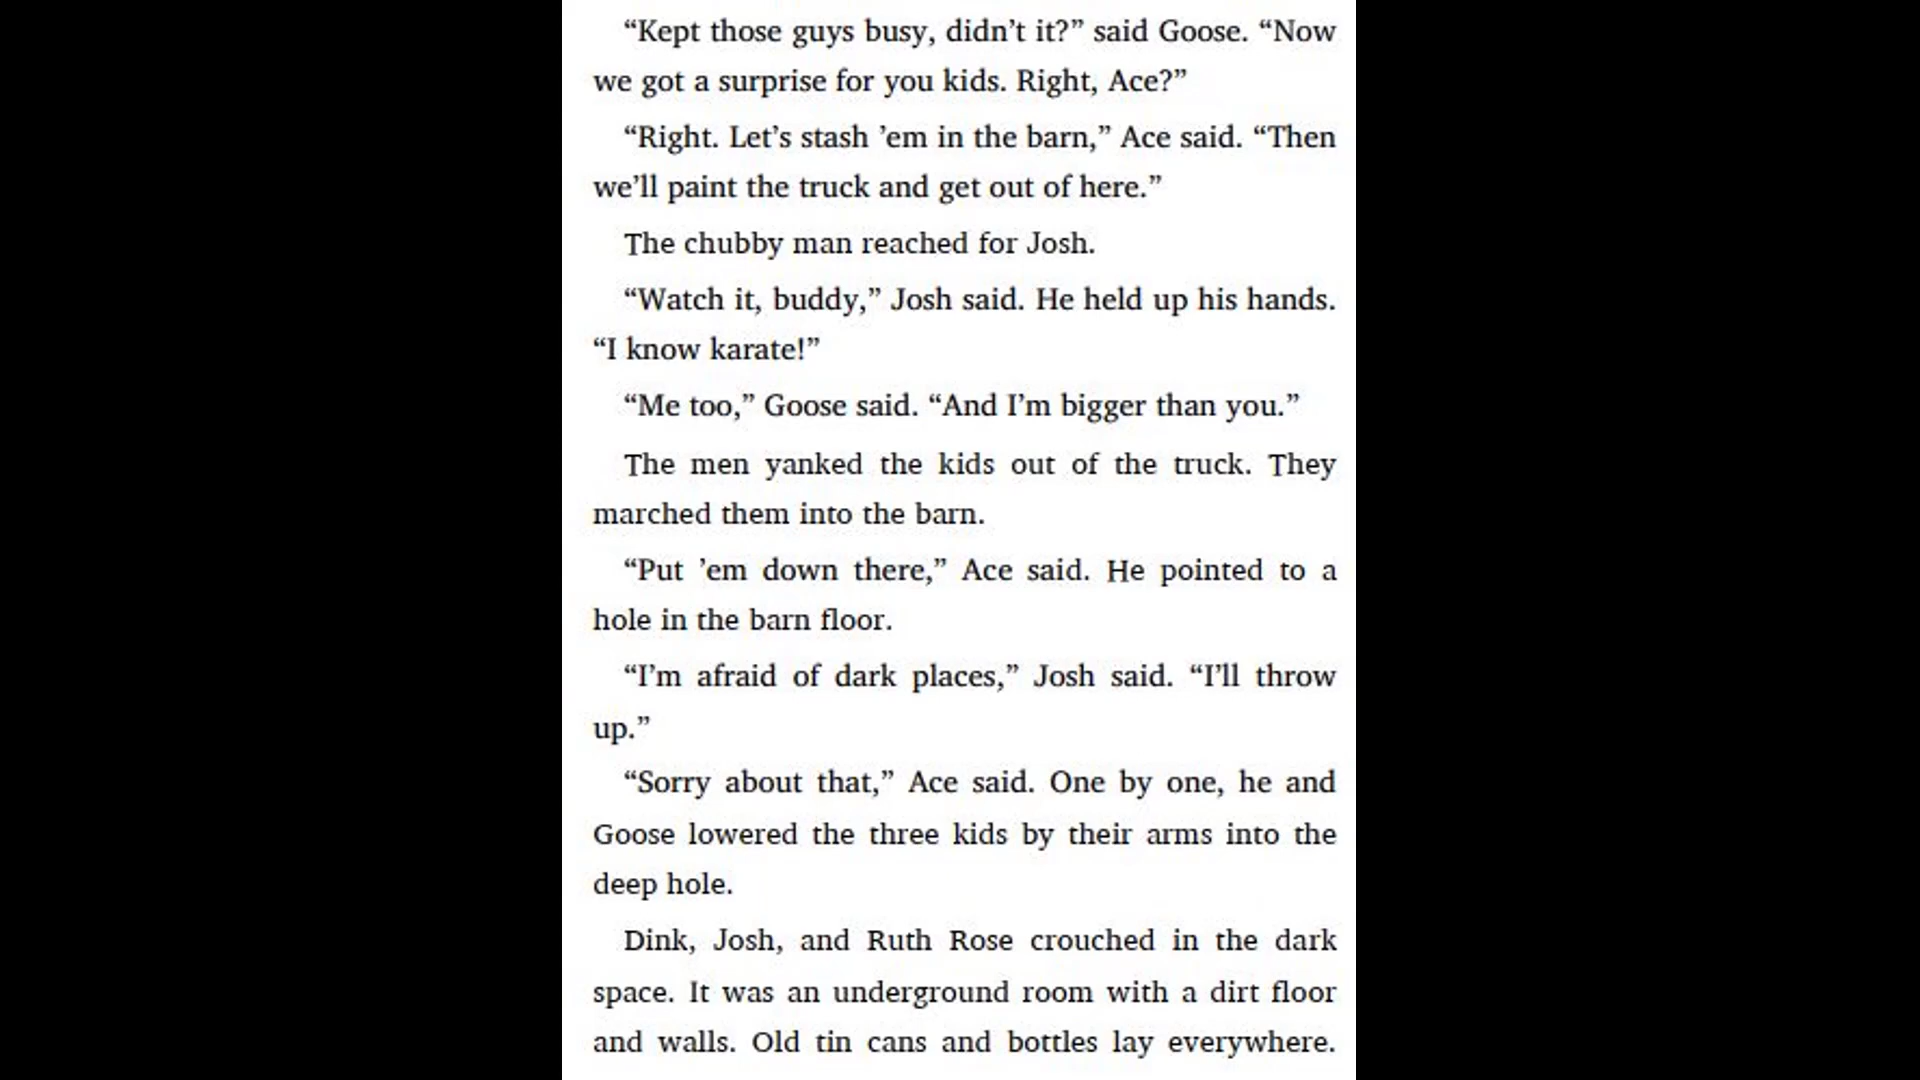 “Kept those guys busy, didn’t it?” said Goose. “Now
we got a surprise for you kids. Right, Ace?”
“Right. Let’s stash ’em in the barn,” Ace said. “Then
we’ll paint the truck and get out of here.”
The chubby man reached for Josh.
“Watch it, buddy,” Josh said. He held up his hands.
“I know karate!”
“Me too,” Goose said. “And I’m bigger than you.”
The men yanked the kids out of the truck. They
marched them into the barn.
“Put ’em down there,” Ace said. He pointed to a
hole in the barn floor.
“I’m afraid of dark places,” Josh said. “I’ll throw
up.”
“Sorry about that,” Ace said. One by one, he and
Goose lowered the three kids by their arms into the
deep hole.
Dink, Josh, and Ruth Rose crouched in the dark
space. It was an underground room with a dirt floor
and walls. Old tin cans and bottles lay everywhere.